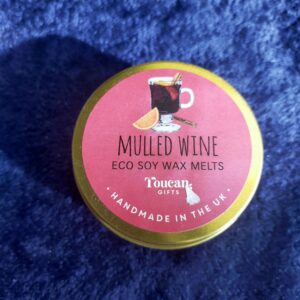 MULLED WINE
ECO SOY WAX MELTS
Toucan
GIFTS
• HANDMADE IN THE UK •